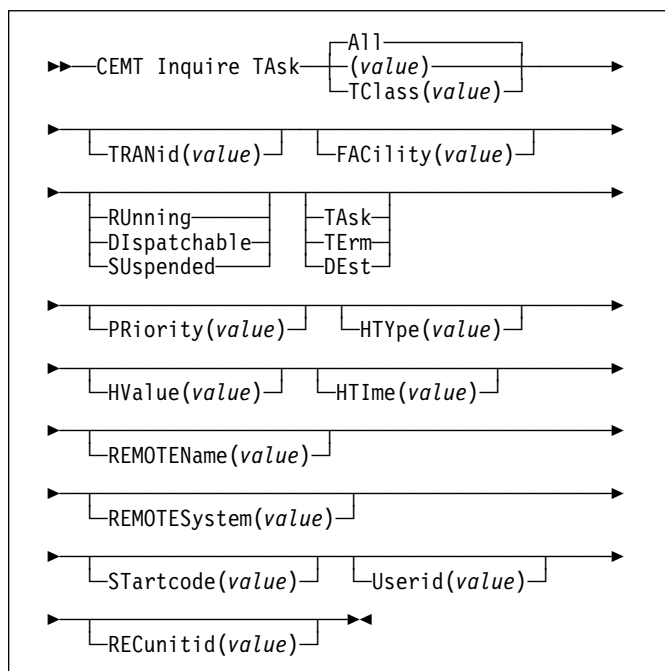 All
CEMT Inquire TAsk (value)
TClass(value)
TRANid(value) FACility(value)
RUnning TAsk
DIspatchable TErm
SUspended DEst
PRiority(value) HTYpe(value)
HValue(value) HTIme(value)
REMOTEName(value)
REMOTESystem(value)
STartcode(value) Userid(value)
RECunitid(value)